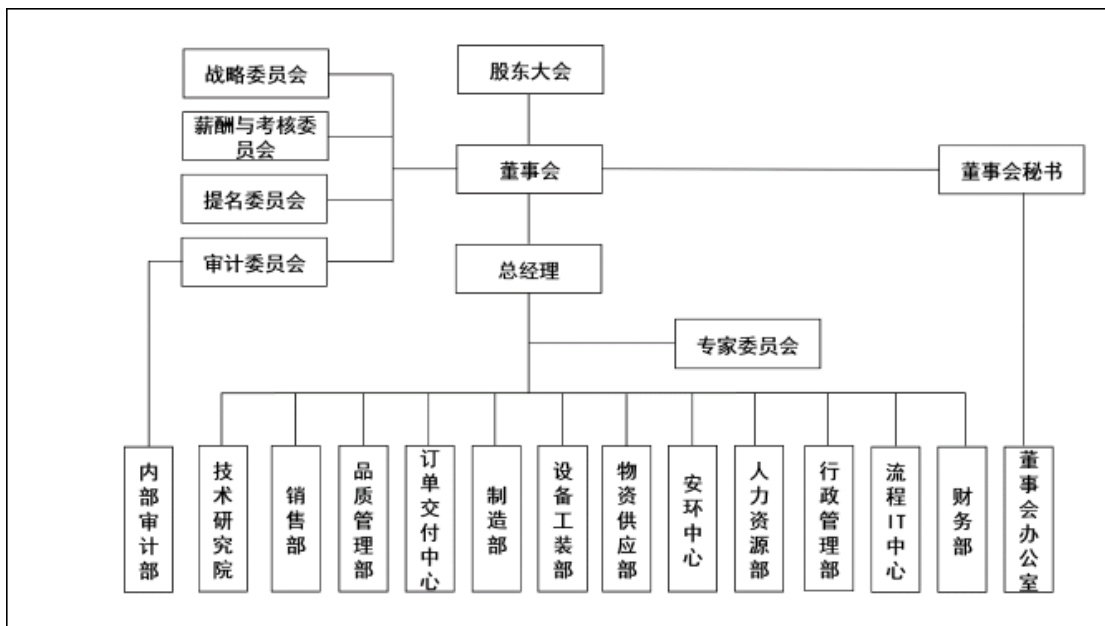 战略委员会
股东大会
薪酬与考核委
员会
董事会
董事会秘书
提名委员会
审计委员会
总经理
专家委员会
内部审计部
技术研究院
销售部
品质管理部
订单交付中心
制造部
设备工装部
物资供应部
安环中心
人力资源部
行政管理部
流程IT中心
财务部
董事会办公室